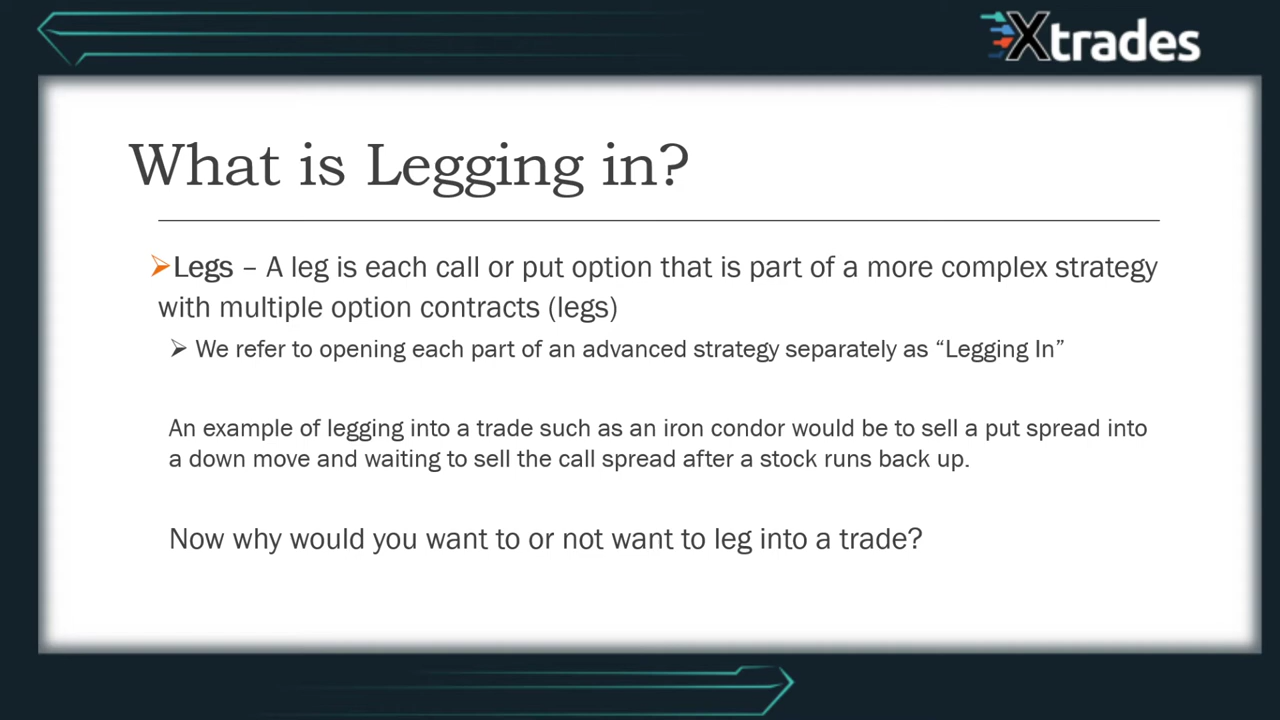 Xtrades
What is Legging in?
Legs – A leg is each call or put option that is part of a more complex strategy
with multiple option contracts (legs)
We refer to opening each part of an advanced strategy separately as “Legging In”
An example of legging into a trade such as an iron condor would be to sell a put spread into
a down move and waiting to sell the call spread after a stock runs back up.
Now why would you want to or not want to leg into a trade?